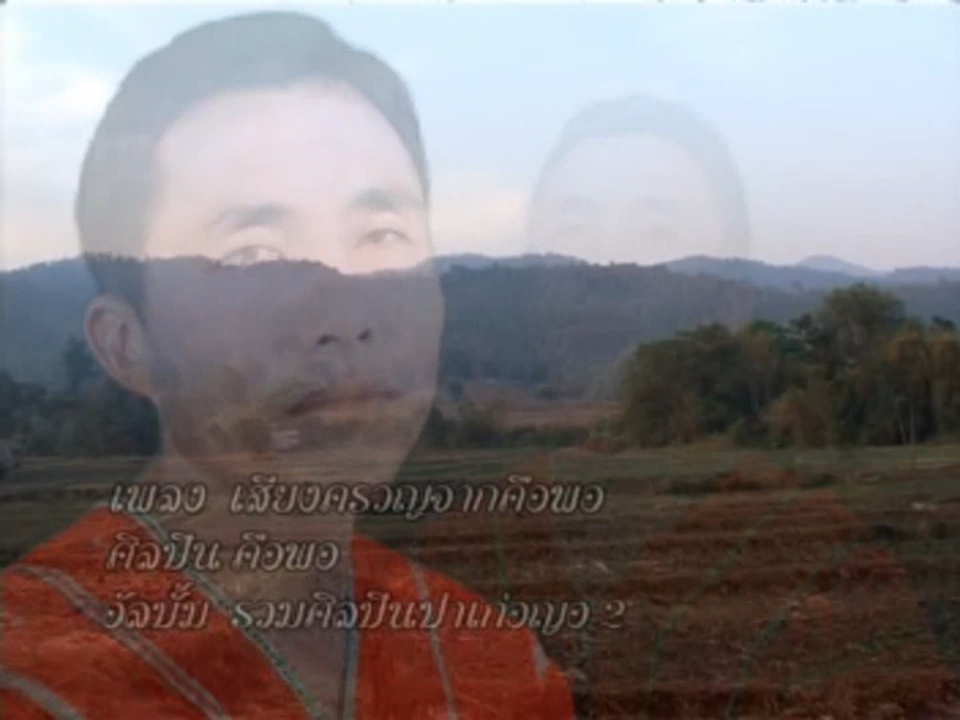 เพลง เสียงครวญจากคือพอ
ศิลปิน คือพอ
อัลบั้ม รวมศิลปินปาเก่อญอ 2